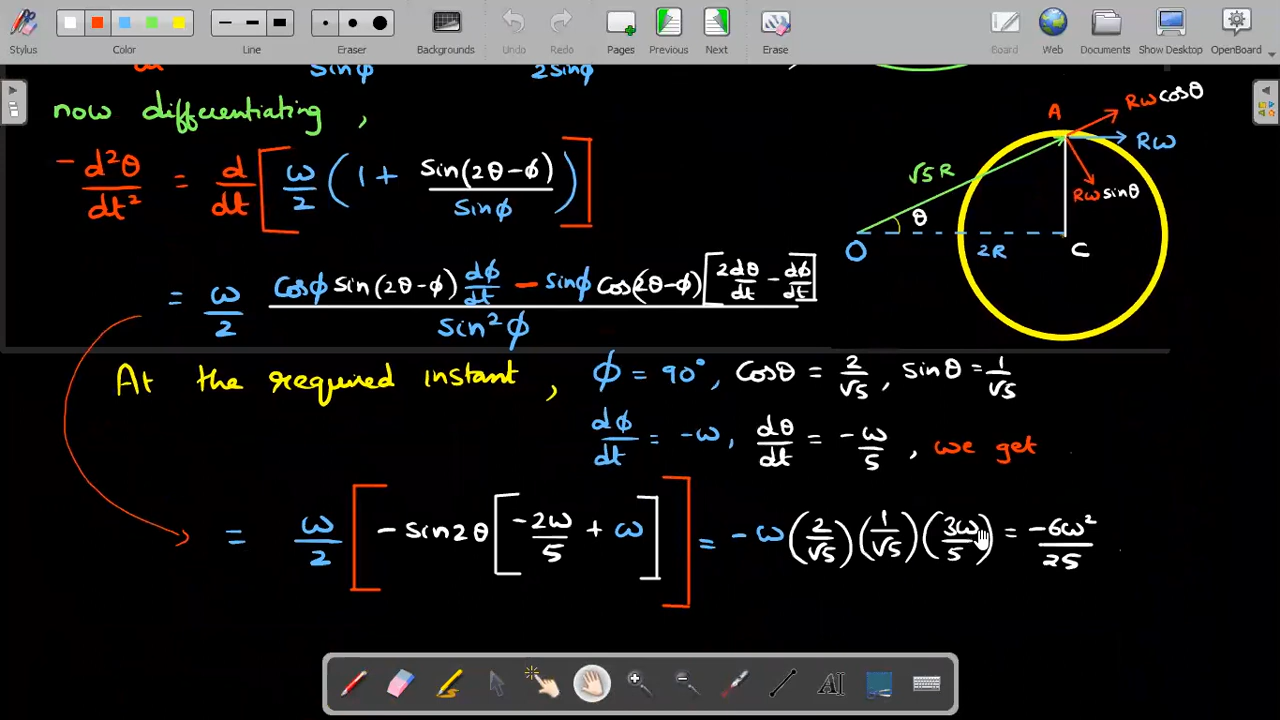 Stylus Color Line Eraser Backgrounds Undo Redo Pages Previous Next Erase Board Web Documents Show Desktop OpenBoard
dt sinϕ 2sinϕ
now differentiating ,
-d²θ/dt² = d/dt [ ω/2 ( 1 + sin(2θ-ϕ)/sinϕ ) ]
= ω/2 (cosϕ sin(2θ-ϕ) dϕ/dt - sinϕ cos(2θ-ϕ) [2dθ/dt - dϕ/dt])/sin²ϕ
A Rω cosθ
Rω
√5 R
Rω sinθ
θ
O 2R C
At the required instant , ϕ = 90°, cosθ = 2/√5 , sinθ = 1/√5
dϕ/dt = -ω, dθ/dt = -ω/5 , we get
= ω/2 [ - sin2θ [ -2ω/5 + ω ] ] = -ω (2/√5) (1/√5) (3ω/5) = -6ω²/25